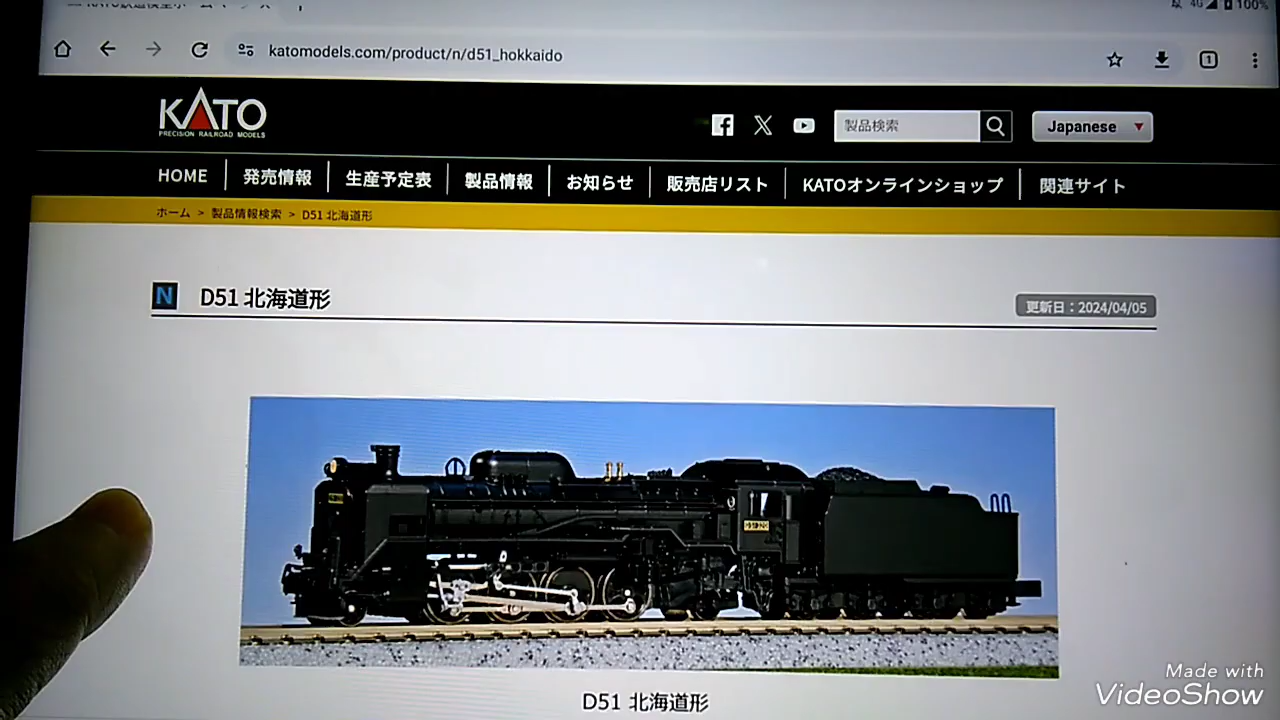 4G 100%
katomodels.com/product/n/d51_hokkaido
1
KATO
PRECISION RAILROAD MODELS
製品検索
Japanese
HOME
発売情報
生産予定表
製品情報
お知らせ
販売店リスト
KATOオンラインショップ
関連サイト
ホーム > 製品情報検索 > D51 北海道形
N D51 北海道形
更新日：2024/04/05
D51 北海道形
Made with
VideoShow